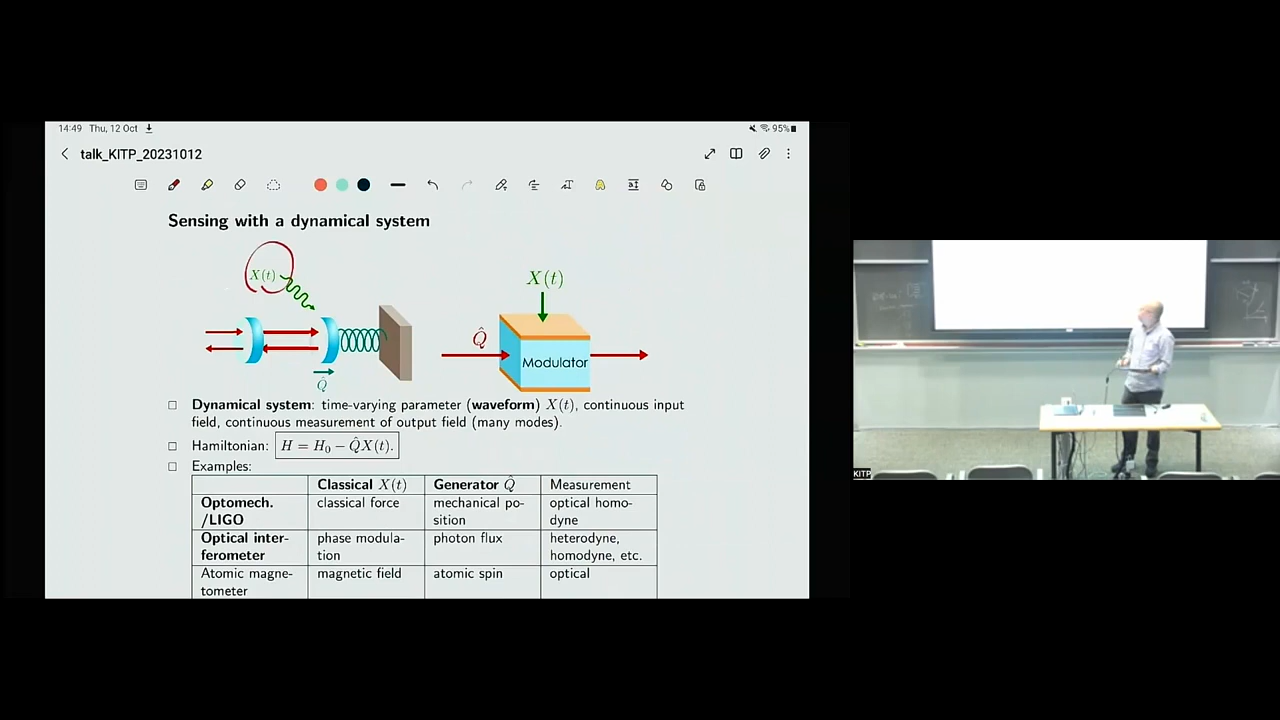 14:49 Thu, 12 Oct
95%
talk_KITP_20231012
Sensing with a dynamical system
X(t)
X(t)
Q̂
Modulator
Q̂
□ Dynamical system: time-varying parameter (waveform) X(t), continuous input
field, continuous measurement of output field (many modes).
□ Hamiltonian: H = H₀ − Q̂X(t).
□ Examples:
Classical X(t) Generator Q̂ Measurement
Optomech. classical force mechanical po- optical homo-
/LIGO sition dyne
Optical inter- phase modula- photon flux heterodyne,
ferometer tion homodyne, etc.
Atomic magne- magnetic field atomic spin optical
tometer
KITP